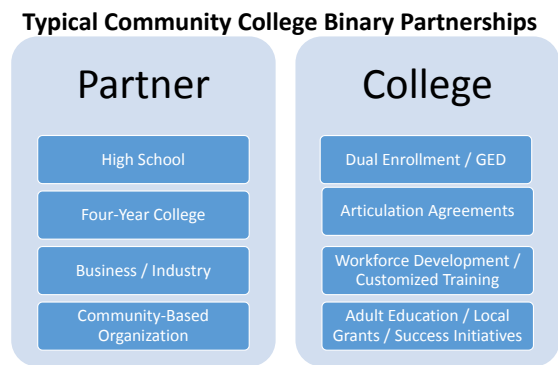 Typical Community College Binary Partnerships
Partner
High School
Four-Year College
Business / Industry
Community-Based
Organization
College
Dual Enrollment / GED
Articulation Agreements
Workforce Development /
Customized Training
Adult Education / Local
Grants / Success Initiatives